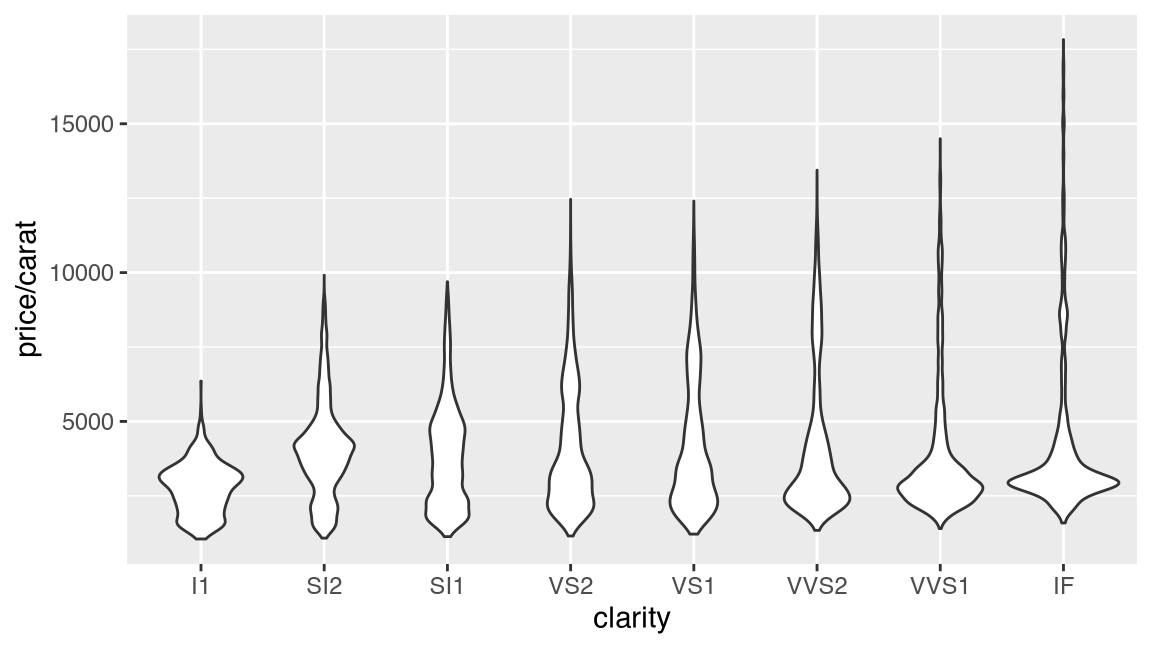 price/carat
15000
10000
5000
I1 SI2 SI1 VS2 VS1 VVS2 VVS1 IF
clarity